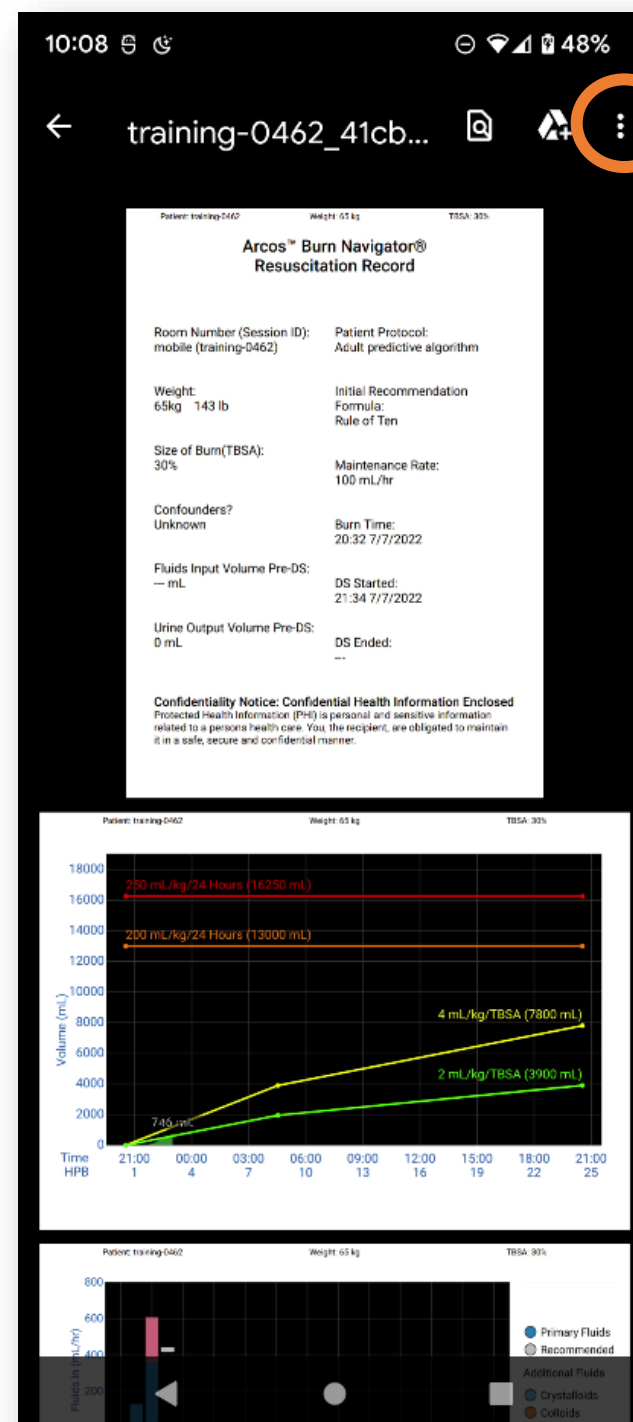 10:08 48%
training-0462_41cb...
Patient: training-0462 Weight: 65 kg TBSA: 30%
Arcos™ Burn Navigator®
Resuscitation Record
Room Number (Session ID): Patient Protocol:
mobile (training-0462) Adult predictive algorithm
Weight: Initial Recommendation
65kg 143 lb Formula:
Rule of Ten
Size of Burn(TBSA):
30% Maintenance Rate:
100 mL/hr
Confounders?
Unknown Burn Time:
20:32 7/7/2022
Fluids Input Volume Pre-DS:
--- mL DS Started:
21:34 7/7/2022
Urine Output Volume Pre-DS:
0 mL DS Ended:
---
Confidentiality Notice: Confidential Health Information Enclosed
Protected Health Information (PHI) is personal and sensitive information
related to a persons health care. You, the recipient, are obligated to maintain
it in a safe, secure and confidential manner.
Patient: training-0462 Weight: 65 kg TBSA: 30%
18000
250 mL/kg/24 Hours (16250 mL)
16000
14000
200 mL/kg/24 Hours (13000 mL)
12000
10000
4 mL/kg/TBSA (7800 mL)
8000
Volume (mL)
6000
2 mL/kg/TBSA (3900 mL)
4000
2000
746 mL
0
Time 21:00 00:00 03:00 06:00 09:00 12:00 15:00 18:00 21:00
HPB 1 4 7 10 13 16 19 22 25
Patient: training-0462 Weight: 65 kg TBSA: 30%
800
600
400
200
Fluids In (mL/hr)
Primary Fluids
Recommended
Additional Fluids
Crystalloids
Colloids